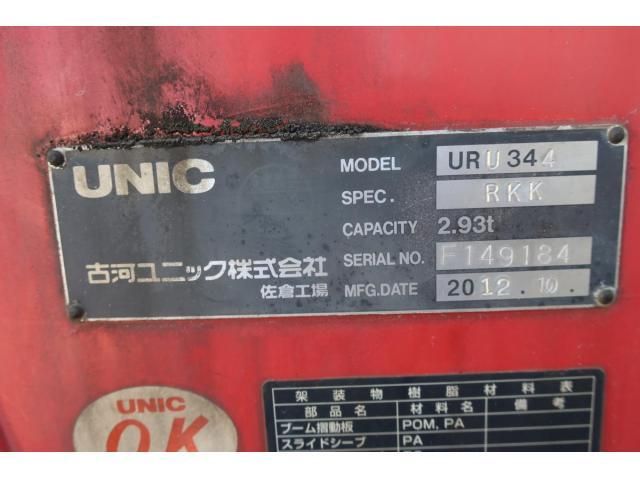 UNIC
MODEL URU344
SPEC. RKK
CAPACITY 2.93t
古河ユニック株式会社
佐倉工場
SERIAL NO. F149184
MFG.DATE 2012.10.
UNIC
OK
架装物樹脂材料表
部品名 材料名 備考
ブーム摺動板 POM, PA
スライドシーブ PA